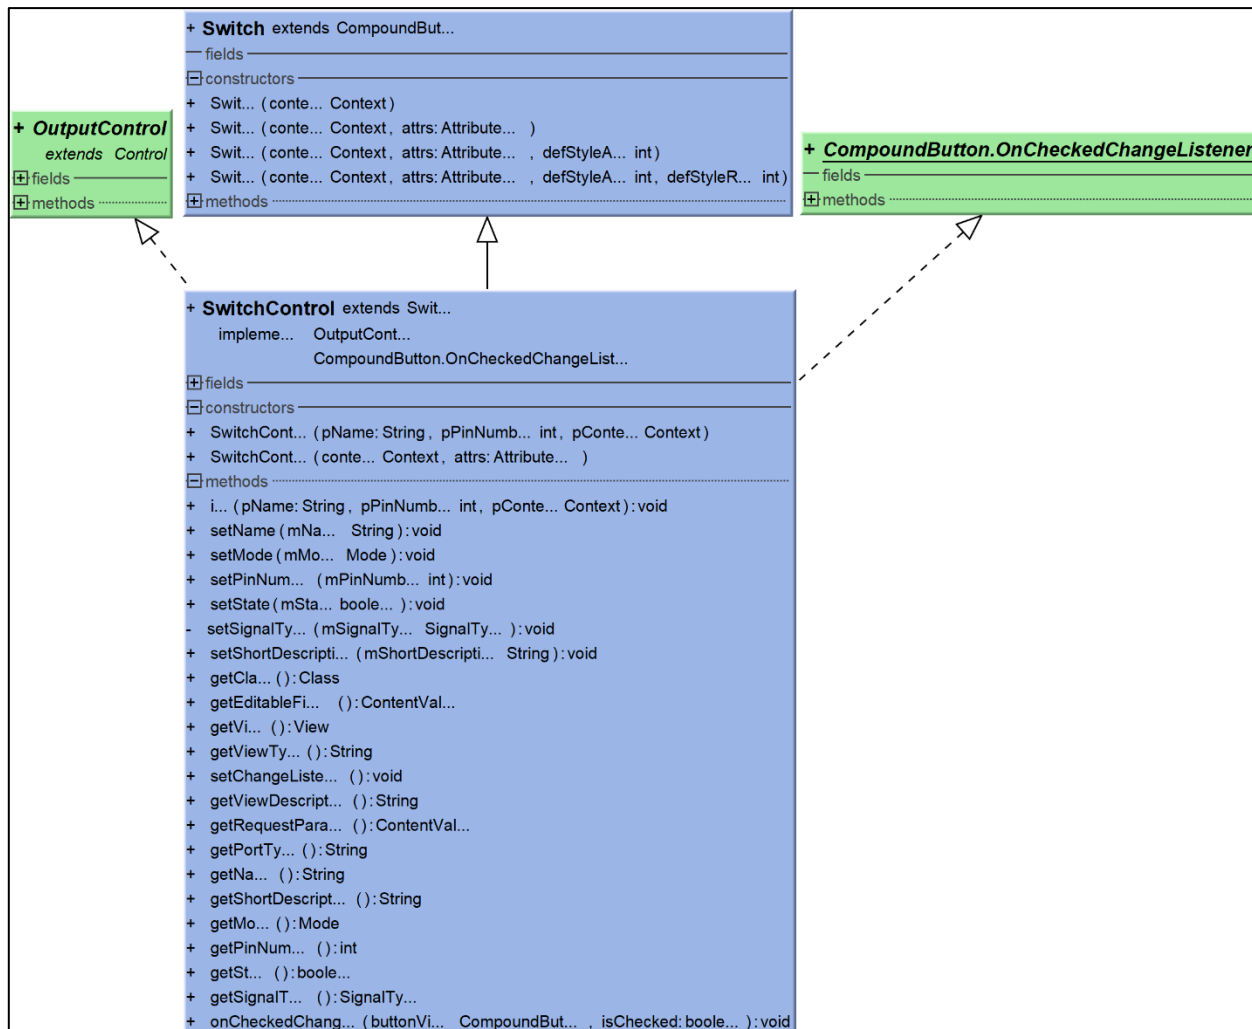 + Switch extends CompoundBut...
fields
constructors
+ Swit... (conte... Context)
+ Swit... (conte... Context, attrs: Attribute... )
+ Swit... (conte... Context, attrs: Attribute... , defStyleA... int)
+ Swit... (conte... Context, attrs: Attribute... , defStyleA... int, defStyleR... int)
methods
+ OutputControl
extends Control
fields
methods
+ CompoundButton.OnCheckedChangeListener
fields
methods
+ SwitchControl extends Swit...
impleme... OutputCont...
CompoundButton.OnCheckedChangeList...
fields
constructors
+ SwitchCont... (pName: String, pPinNumb... int, pConte... Context)
+ SwitchCont... (conte... Context, attrs: Attribute... )
methods
+ i... (pName: String, pPinNumb... int, pConte... Context): void
+ setName (mNa... String): void
+ setMode (mMo... Mode): void
+ setPinNum... (mPinNumb... int): void
+ setState (mSta... boole... ): void
- setSignalTy... (mSignalTy... SignalTy... ): void
+ setShortDescripti... (mShortDescripti... String): void
+ getCla... (): Class
+ getEditableFi... (): ContentVal...
+ getVi... (): View
+ getViewTy... (): String
+ setChangeListe... (): void
+ getViewDescript... (): String
+ getRequestPara... (): ContentVal...
+ getPortTy... (): String
+ getNa... (): String
+ getShortDescript... (): String
+ getMo... (): Mode
+ getPinNum... (): int
+ getSt... (): boole...
+ getSignalT... (): SignalTy...
+ onCheckedChang... (buttonVi... CompoundBut... , isChecked: boole... ): void